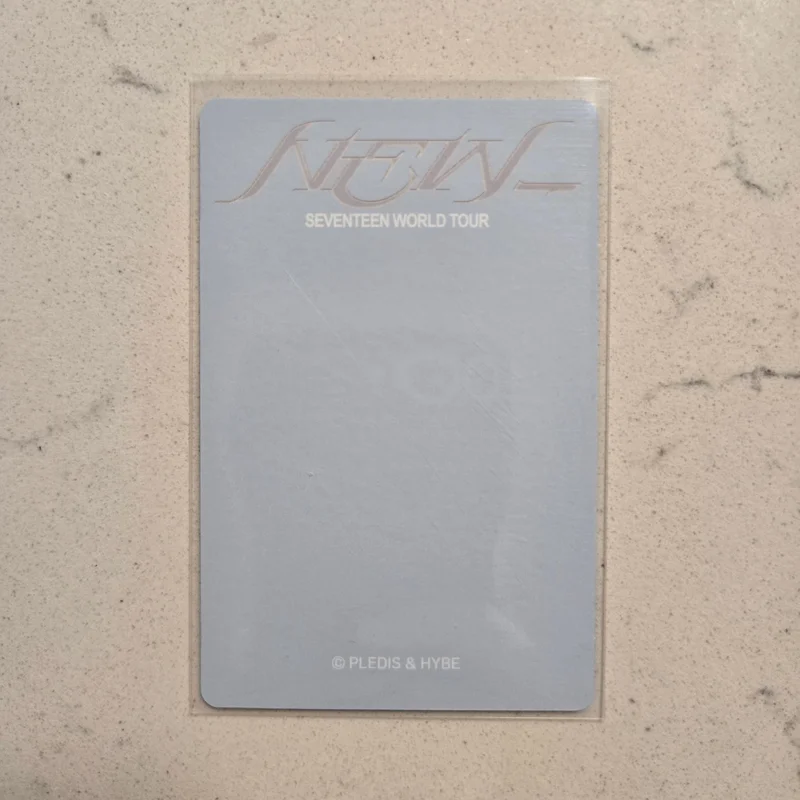 NEW_
SEVENTEEN WORLD TOUR
© PLEDIS & HYBE